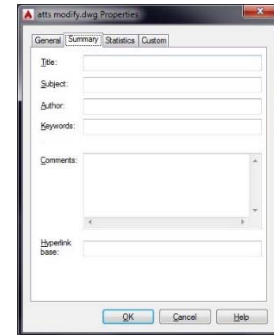 atts modify.dwg Properties
General Summary Statistics Custom
Title:
Subject:
Author:
Keywords:
Comments:
Hyperlink
base:
OK Cancel Help